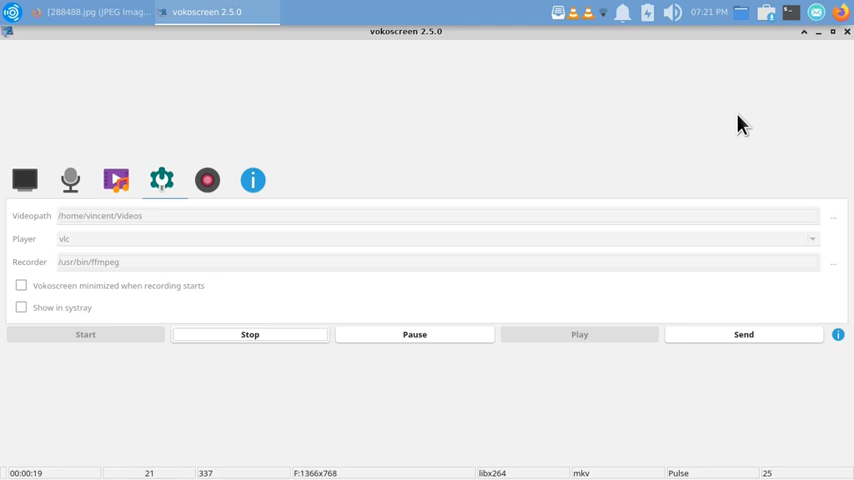 [288488.jpg (JPEG Imag...
vokoscreen 2.5.0
07:21 PM
vokoscreen 2.5.0
Videopath /home/vincent/Videos ...
Player vlc
Recorder /usr/bin/ffmpeg ...
Vokoscreen minimized when recording starts
Show in systray
Start Stop Pause Play Send
00:00:19 21 337 F:1366x768 libx264 mkv Pulse 25